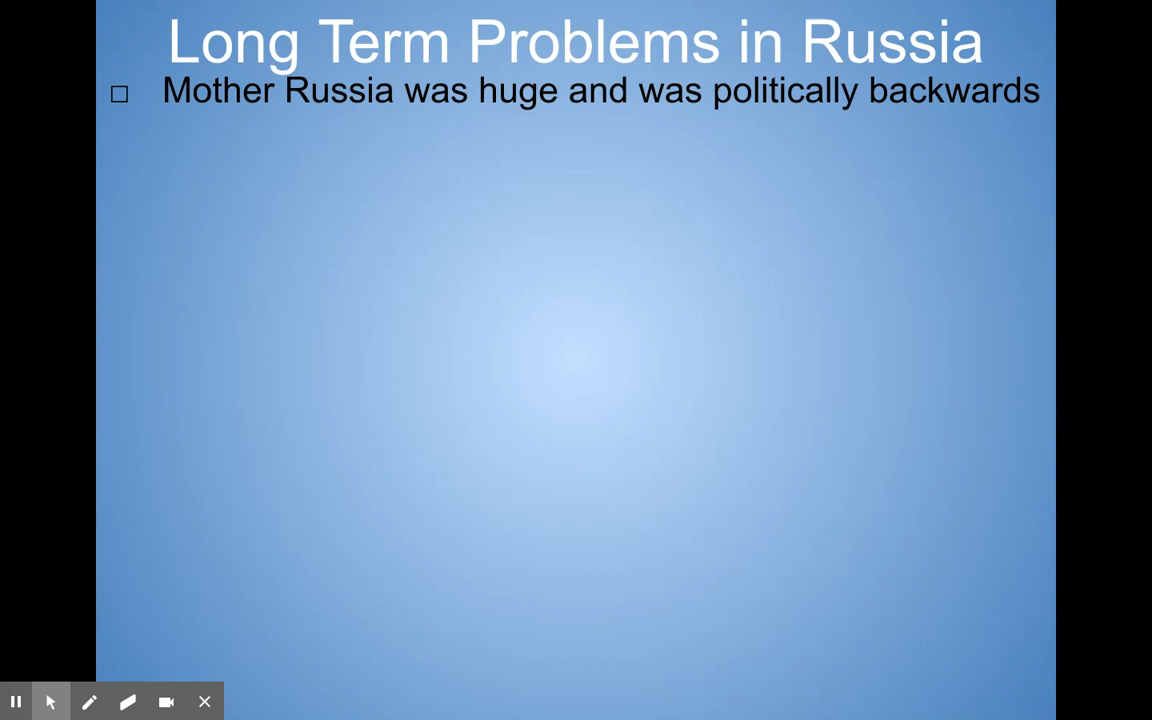 Long Term Problems in Russia
□ Mother Russia was huge and was politically backwards